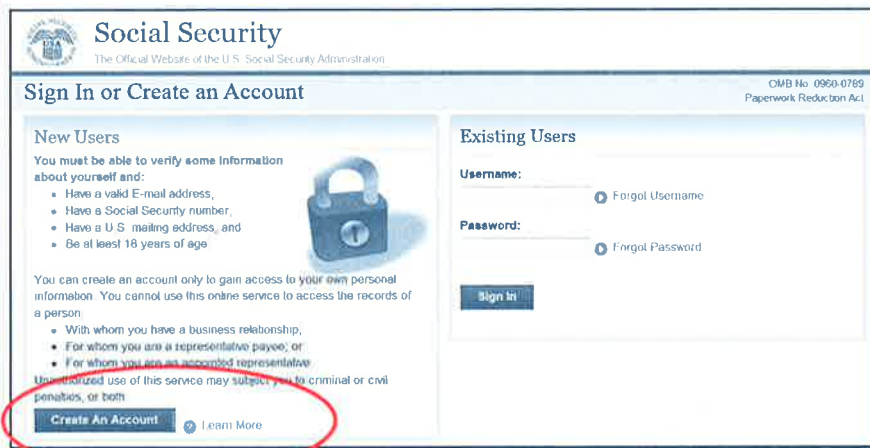 Social Security
The Official Website of the U.S. Social Security Administration
Sign In or Create an Account
OMB No 0960-0789
Paperwork Reduction Act
New Users
You must be able to verify some information
about yourself and:
• Have a valid E-mail address,
• Have a Social Security number,
• Have a U.S. mailing address, and
• Be at least 18 years of age
You can create an account only to gain access to your own personal
information. You cannot use this online service to access the records of
a person
• With whom you have a business relationship,
• For whom you are a representative payee; or
• For whom you are an appointed representative
Unauthorized use of this service may subject you to criminal or civil
penalties, or both
Create An Account
Learn More
Existing Users
Username:
Forgot Username
Password:
Forgot Password
Sign In
USA